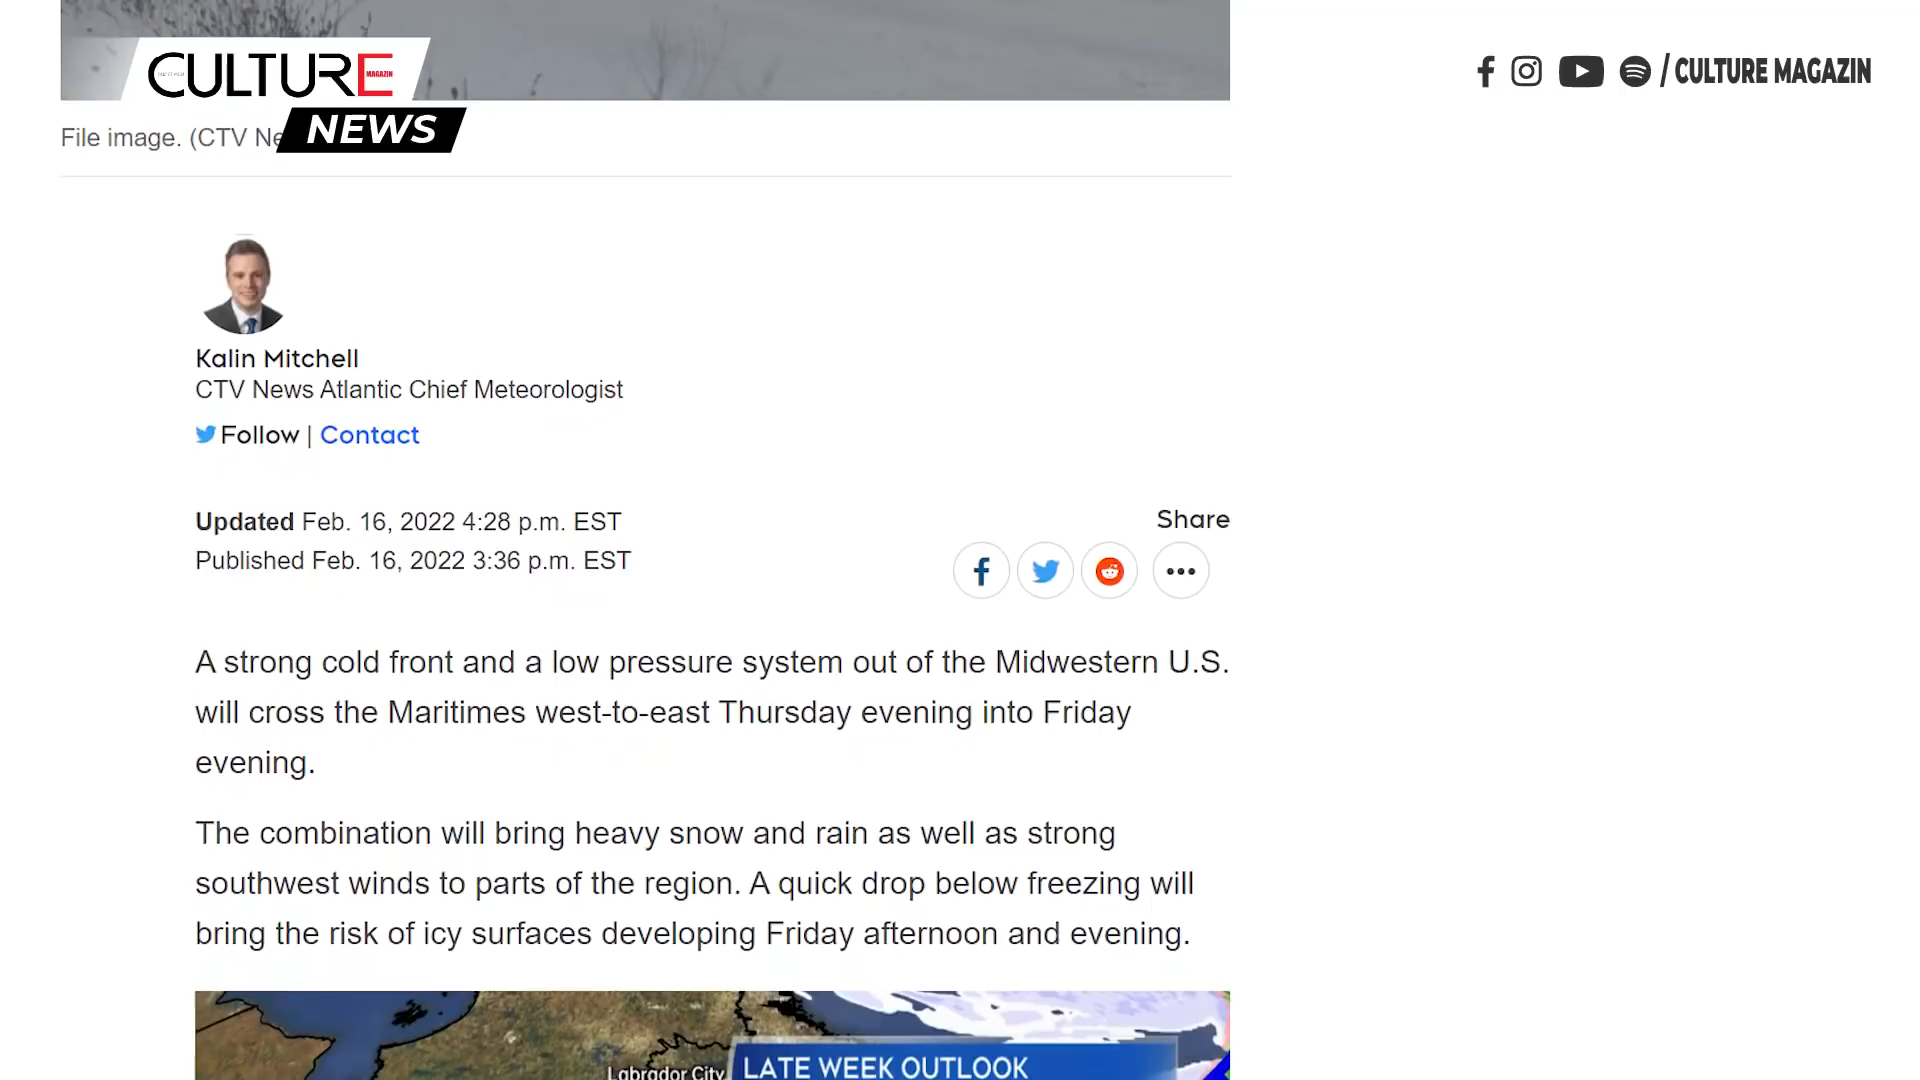 CULTURE
MAGAZIN
NEWS
/ CULTURE MAGAZIN
File image. (CTV Ne
Kalin Mitchell
CTV News Atlantic Chief Meteorologist
Follow | Contact
Updated Feb. 16, 2022 4:28 p.m. EST
Published Feb. 16, 2022 3:36 p.m. EST
Share
A strong cold front and a low pressure system out of the Midwestern U.S.
will cross the Maritimes west-to-east Thursday evening into Friday
evening.
The combination will bring heavy snow and rain as well as strong
southwest winds to parts of the region. A quick drop below freezing will
bring the risk of icy surfaces developing Friday afternoon and evening.
LATE WEEK OUTLOOK
Labrador City